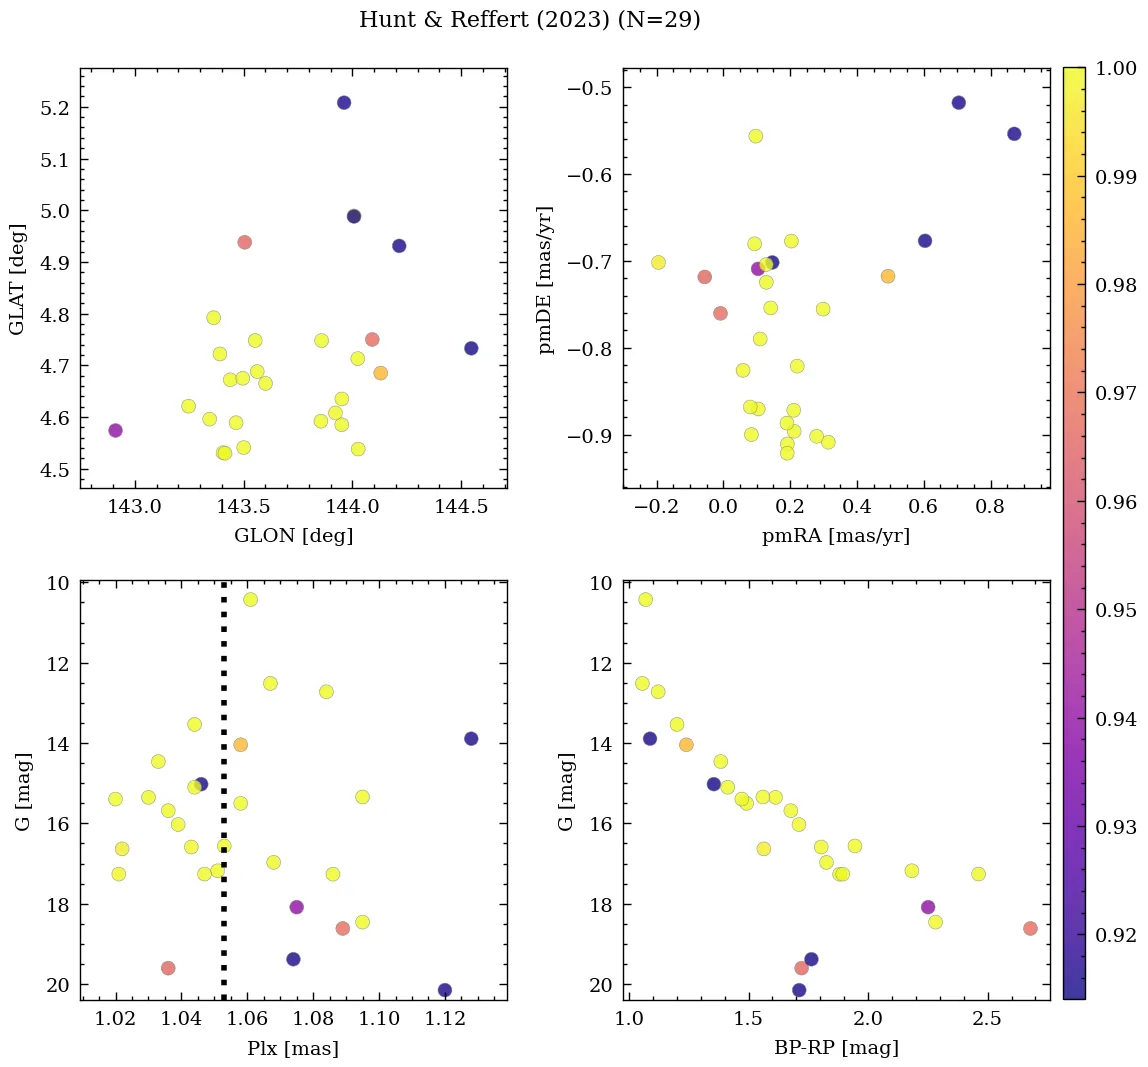 Hunt & Reffert (2023) (N=29)
5.2
5.1
5.0
4.9
4.8
4.7
4.6
4.5
GLAT [deg]
143.0 143.5 144.0 144.5
GLON [deg]
−0.5
−0.6
−0.7
−0.8
−0.9
pmDE [mas/yr]
−0.2 0.0 0.2 0.4 0.6 0.8
pmRA [mas/yr]
10
12
14
16
18
20
G [mag]
1.02 1.04 1.06 1.08 1.10 1.12
Plx [mas]
10
12
14
16
18
20
G [mag]
1.0 1.5 2.0 2.5
BP-RP [mag]
1.00
0.99
0.98
0.97
0.96
0.95
0.94
0.93
0.92